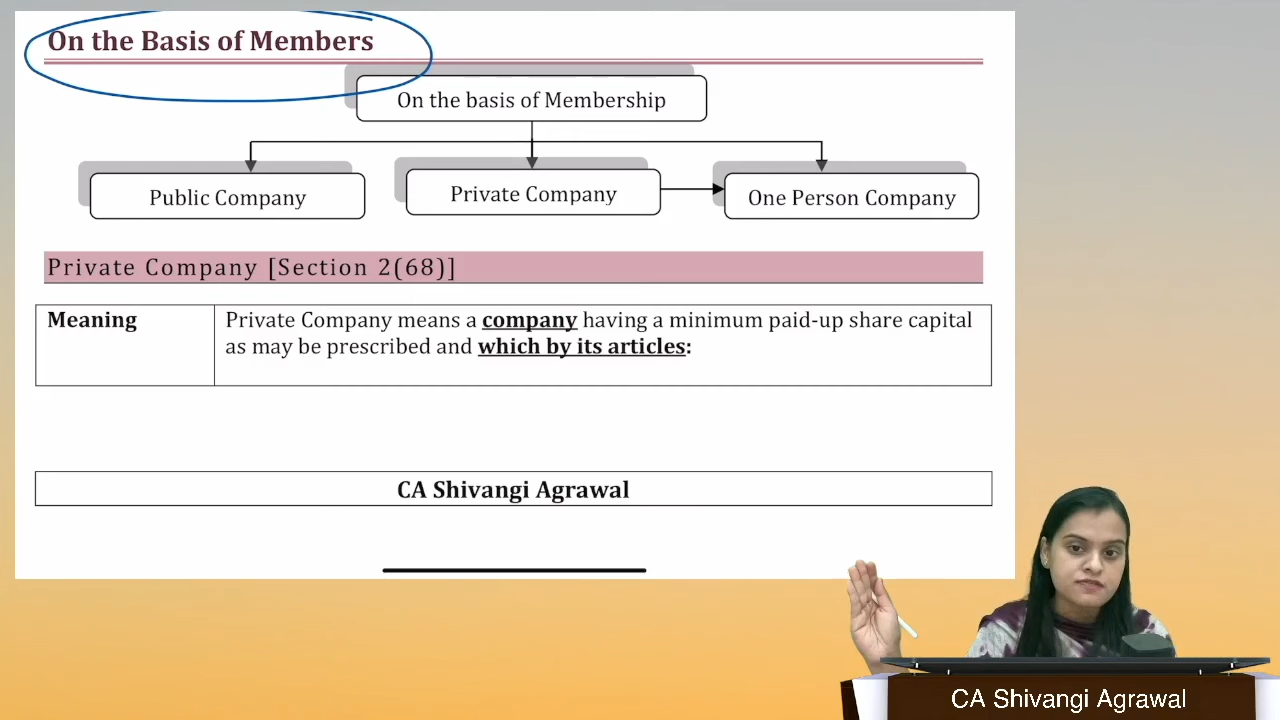 On the Basis of Members
On the basis of Membership
Public Company
Private Company
One Person Company
Private Company [Section 2(68)]
Meaning
Private Company means a company having a minimum paid-up share capital
as may be prescribed and which by its articles:
CA Shivangi Agrawal
CA Shivangi Agrawal